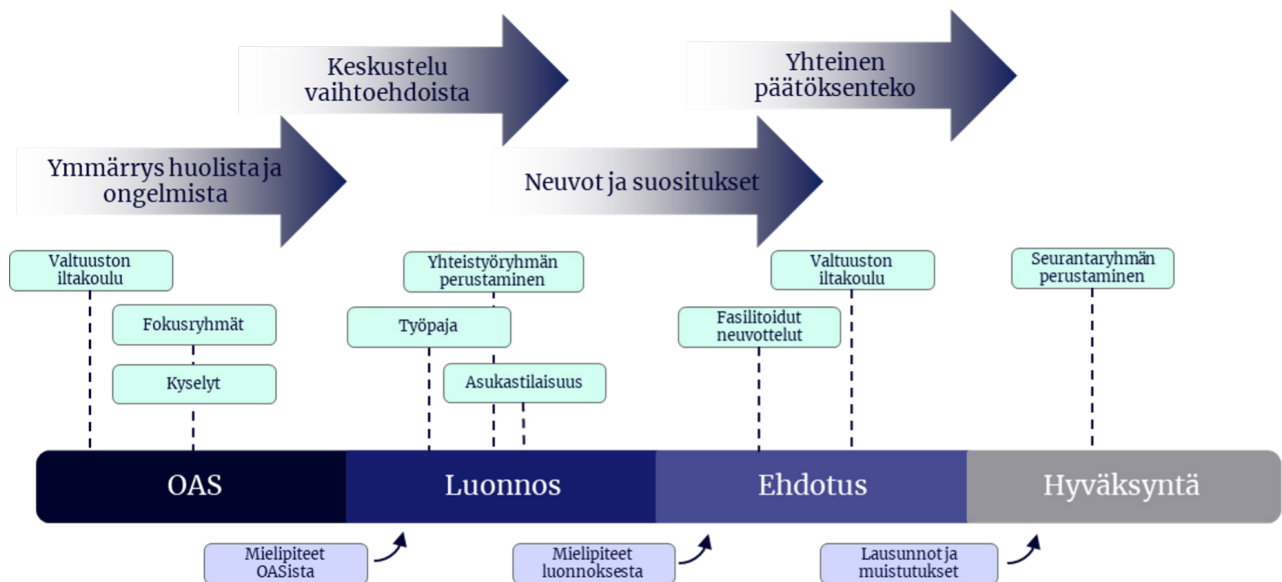 Keskustelu
vaihtoehdoista
Yhteinen
päätöksenteko
Ymmärrys huolista ja
ongelmista
Neuvot ja suositukset
Valtuuston
iltakoulu
Yhteistyöryhmän
perustaminen
Valtuuston
iltakoulu
Seurantaryhmän
perustaminen
Fokusryhmät
Työpaja
Fasilitoidut
neuvottelut
Kyselyt
Asukastilaisuus
OAS
Luonnos
Ehdotus
Hyväksyntä
Mielipiteet
OASista
Mielipiteet
luonnoksesta
Lausunnot ja
muistutukset